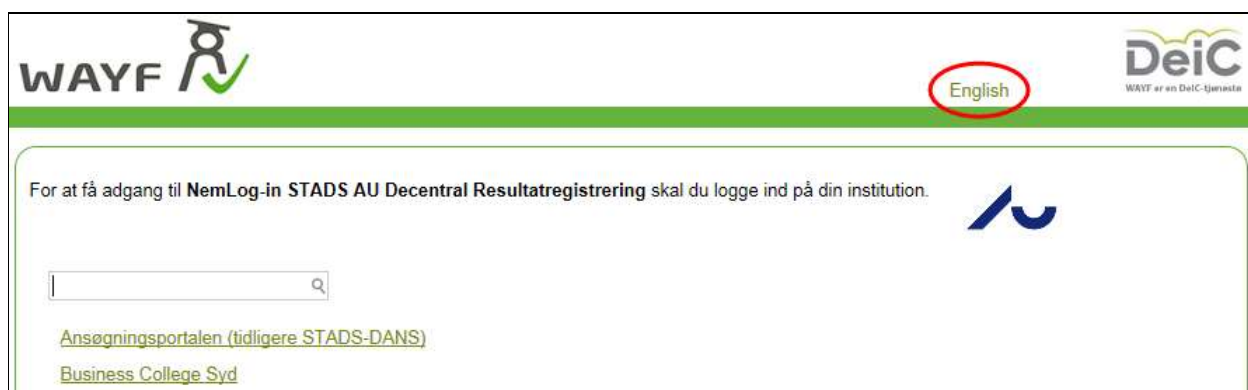 WAYF
English
DeiC
WAYF er en DeiC-tjeneste
For at få adgang til NemLog-in STADS AU Decentral Resultatregistrering skal du logge ind på din institution.
Ansøgningsportalen (tidligere STADS-DANS)
Business College Syd